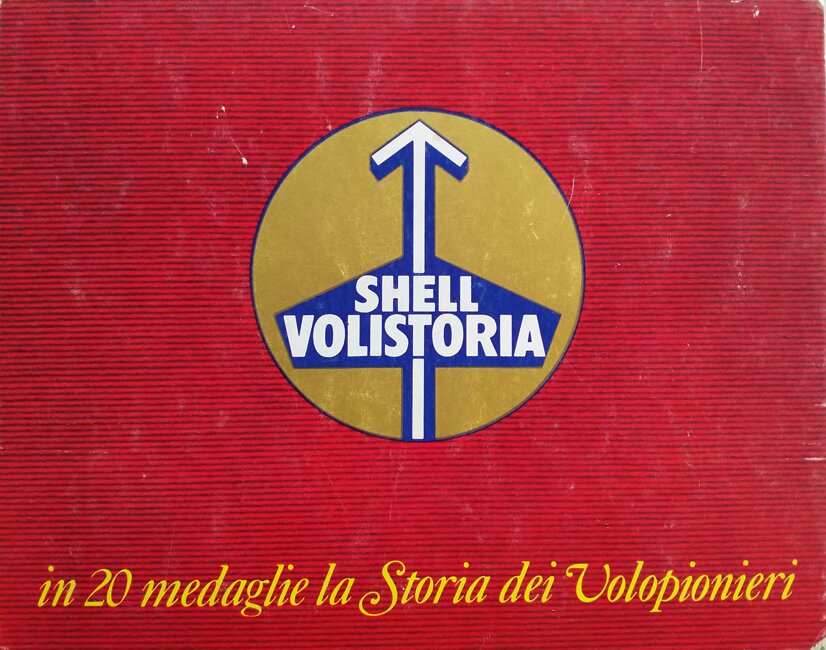 SHELL
VOLISTORIA
in 20 medaglie la Storia dei Volopionieri